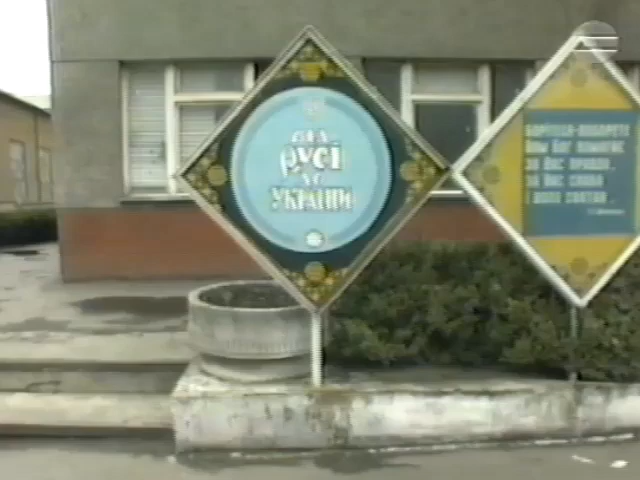 ВІД
РУСІ
ДО
УКРАЇНИ
БОРІТЕСЯ-ПОБОРЕТЕ
ВАМ БОГ ПОМАГАЄ
ЗА ВАС ПРАВДА
ЗА ВАС СЛАВА
І ВОЛЯ СВЯТАЯ